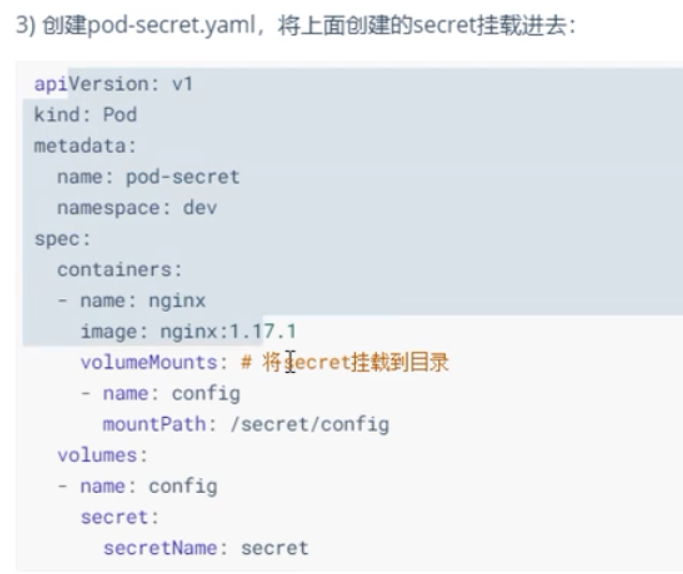 3) 创建pod-secret.yaml，将上面创建的secret挂载进去：
apiVersion: v1
kind: Pod
metadata:
  name: pod-secret
  namespace: dev
spec:
  containers:
  - name: nginx
    image: nginx:1.17.1
    volumeMounts: # 将secret挂载到目录
    - name: config
      mountPath: /secret/config
  volumes:
  - name: config
    secret:
      secretName: secret